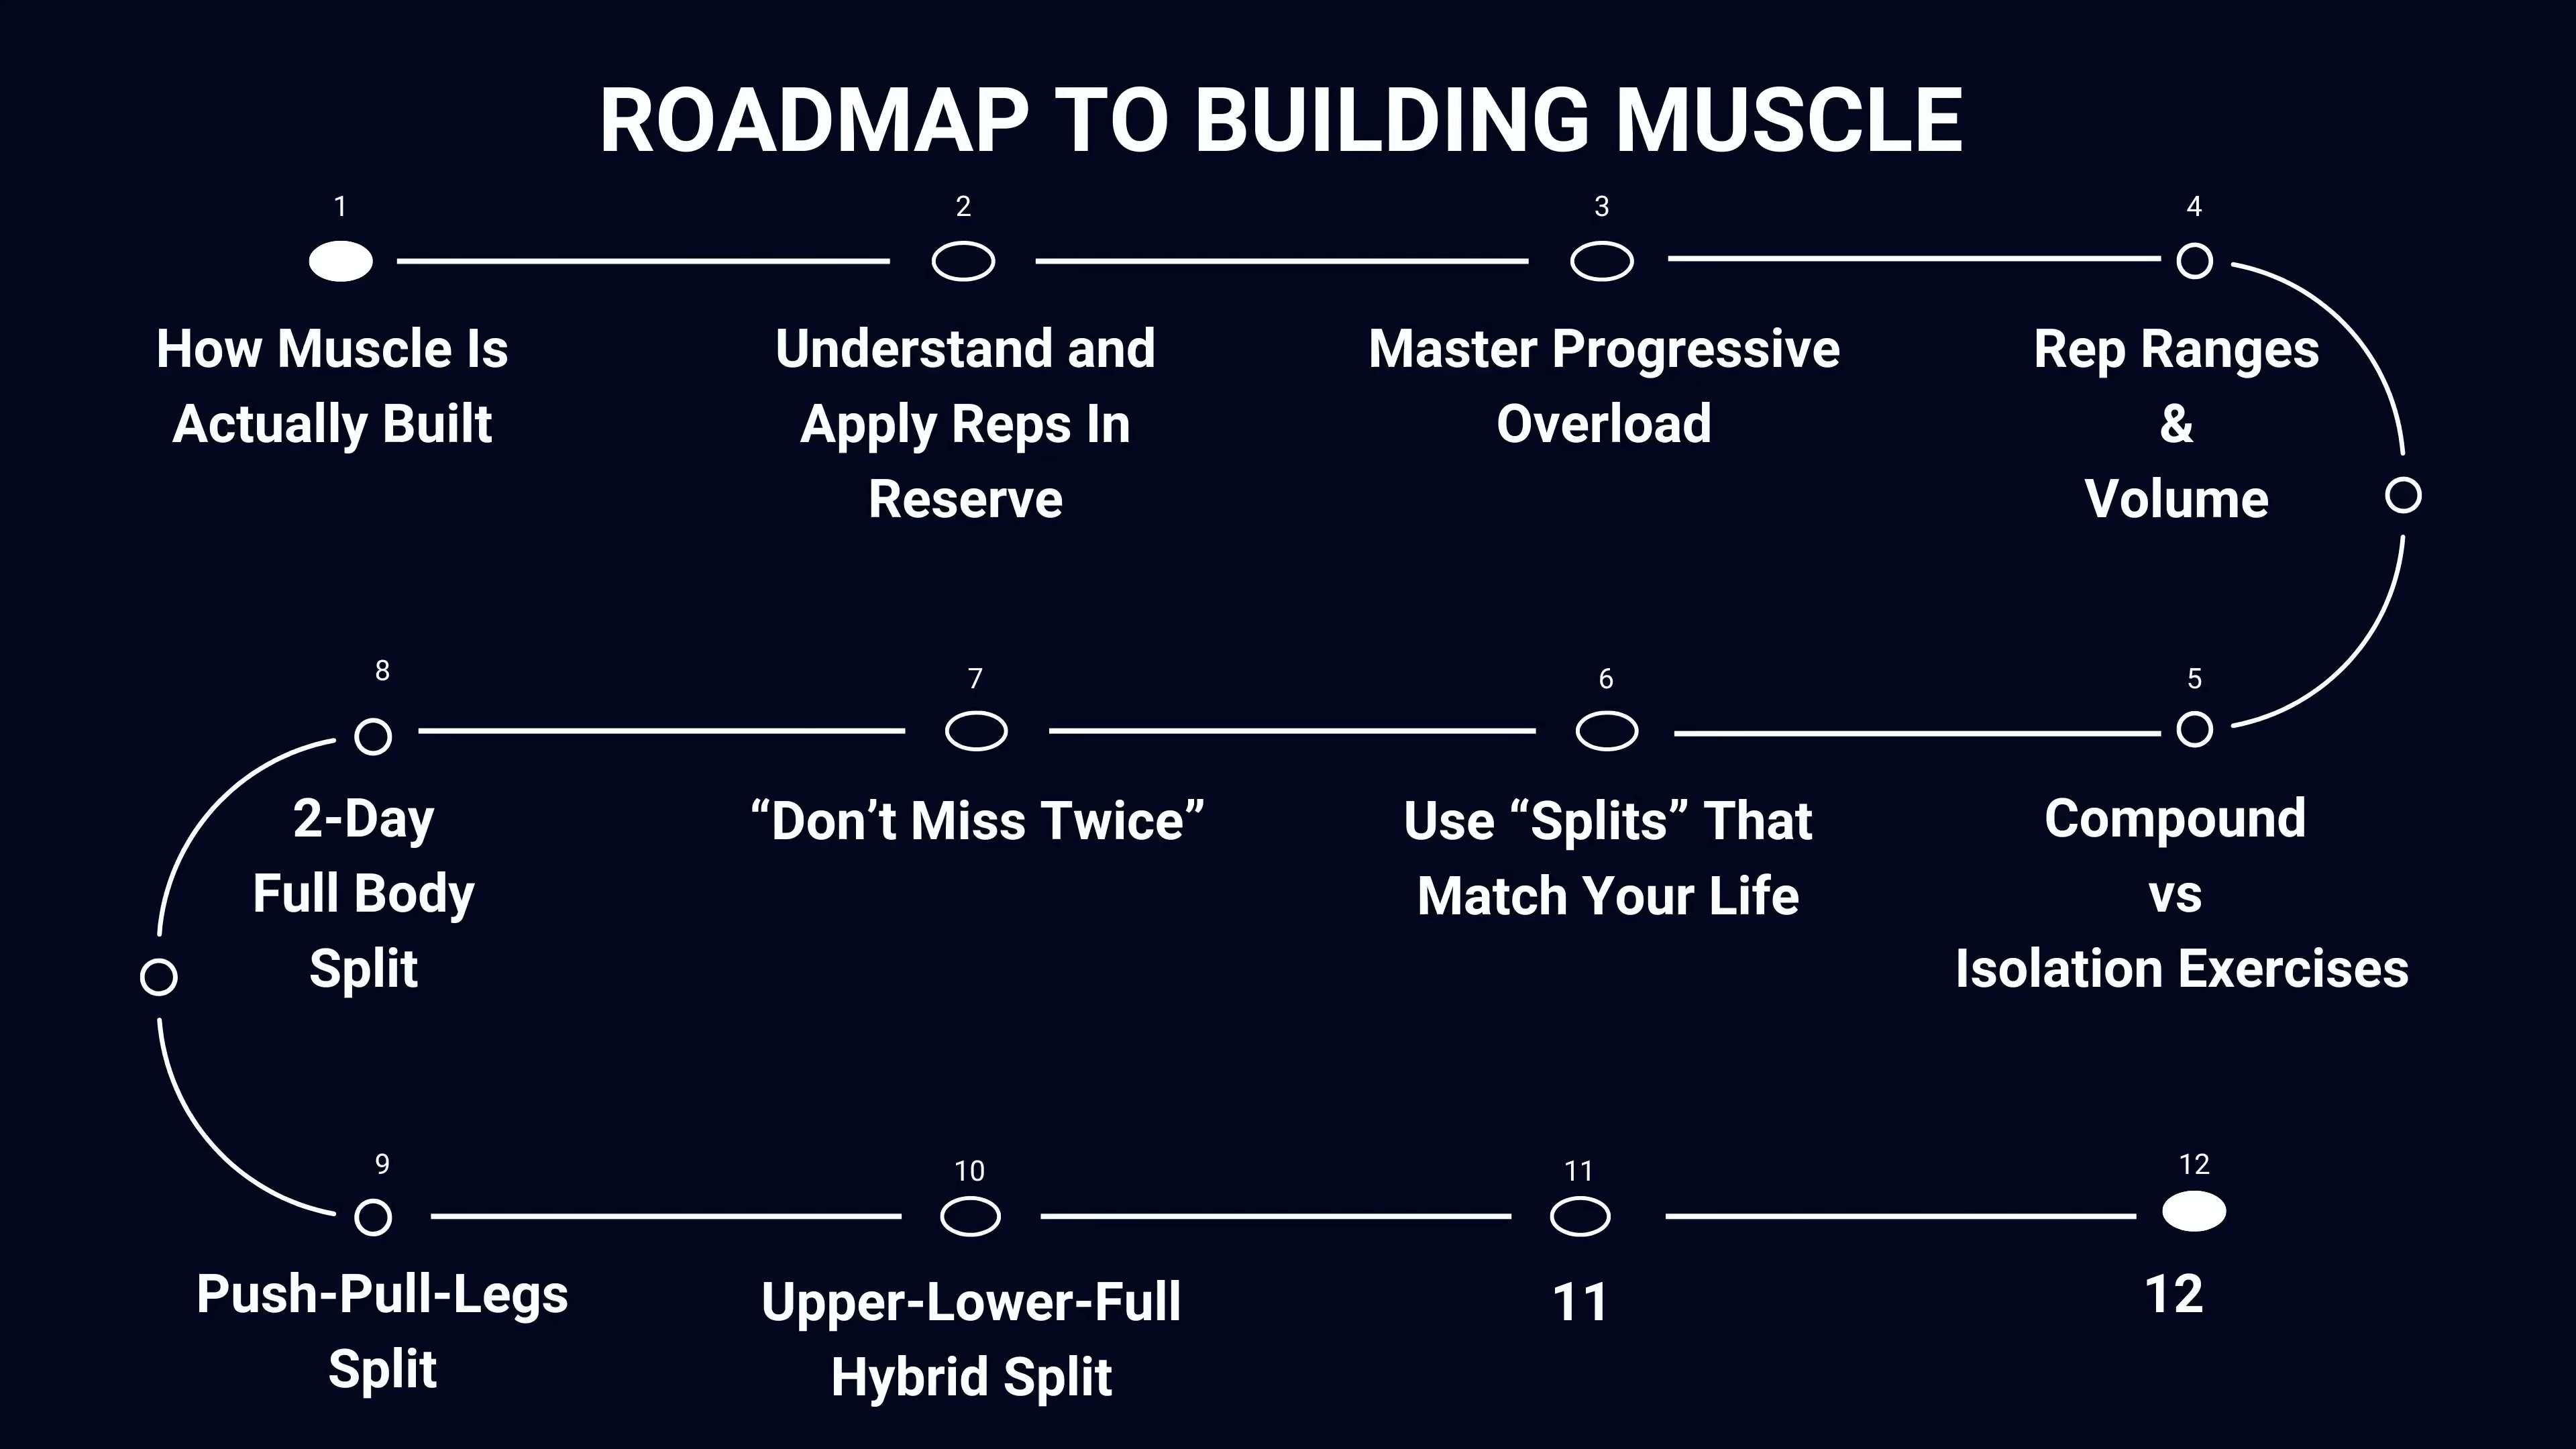 ROADMAP TO BUILDING MUSCLE
1
2
3
4
How Muscle Is
Actually Built
Understand and
Apply Reps In
Reserve
Master Progressive
Overload
Rep Ranges
&
Volume
5
6
7
8
Compound
vs
Isolation Exercises
Use “Splits” That
Match Your Life
“Don’t Miss Twice”
2-Day
Full Body
Split
9
10
11
12
Push-Pull-Legs
Split
Upper-Lower-Full
Hybrid Split
11
12